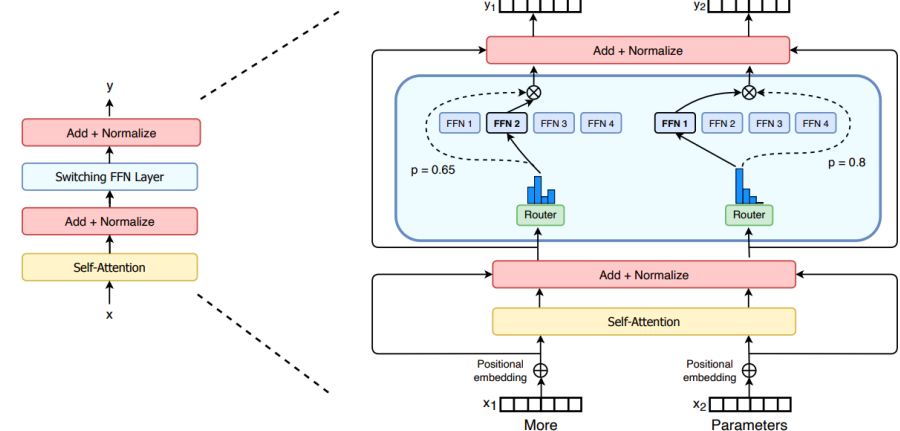 y
Add + Normalize
Switching FFN Layer
Add + Normalize
Self-Attention
x
y1 y2
Add + Normalize
FFN 1 FFN 2 FFN 3 FFN 4 FFN 1 FFN 2 FFN 3 FFN 4
p = 0.65 p = 0.8
Router Router
Add + Normalize
Self-Attention
Positional embedding Positional embedding
x1 x2
More Parameters